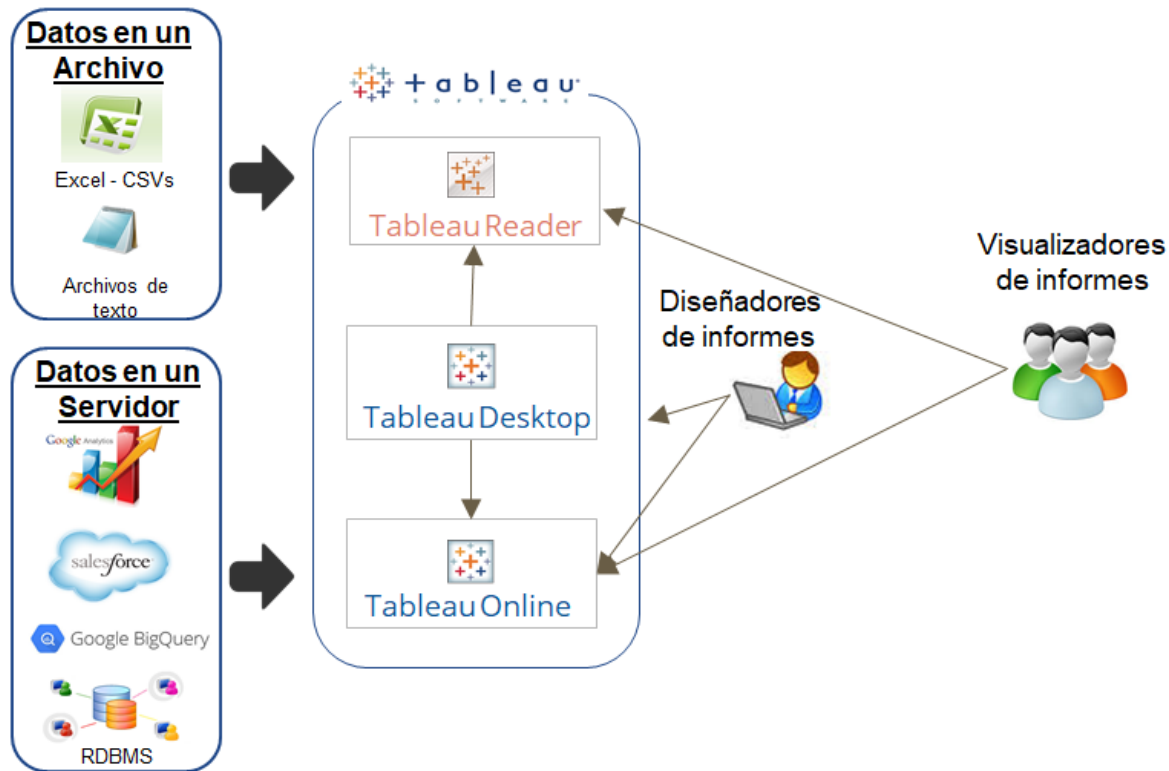 Datos en un
Archivo
Excel - CSVs
Archivos de
texto
Datos en un
Servidor
Google Analytics
salesforce
Google BigQuery
RDBMS
tableau
SOFTWARE
Tableau Reader
Tableau Desktop
Tableau Online
Diseñadores
de informes
Visualizadores
de informes